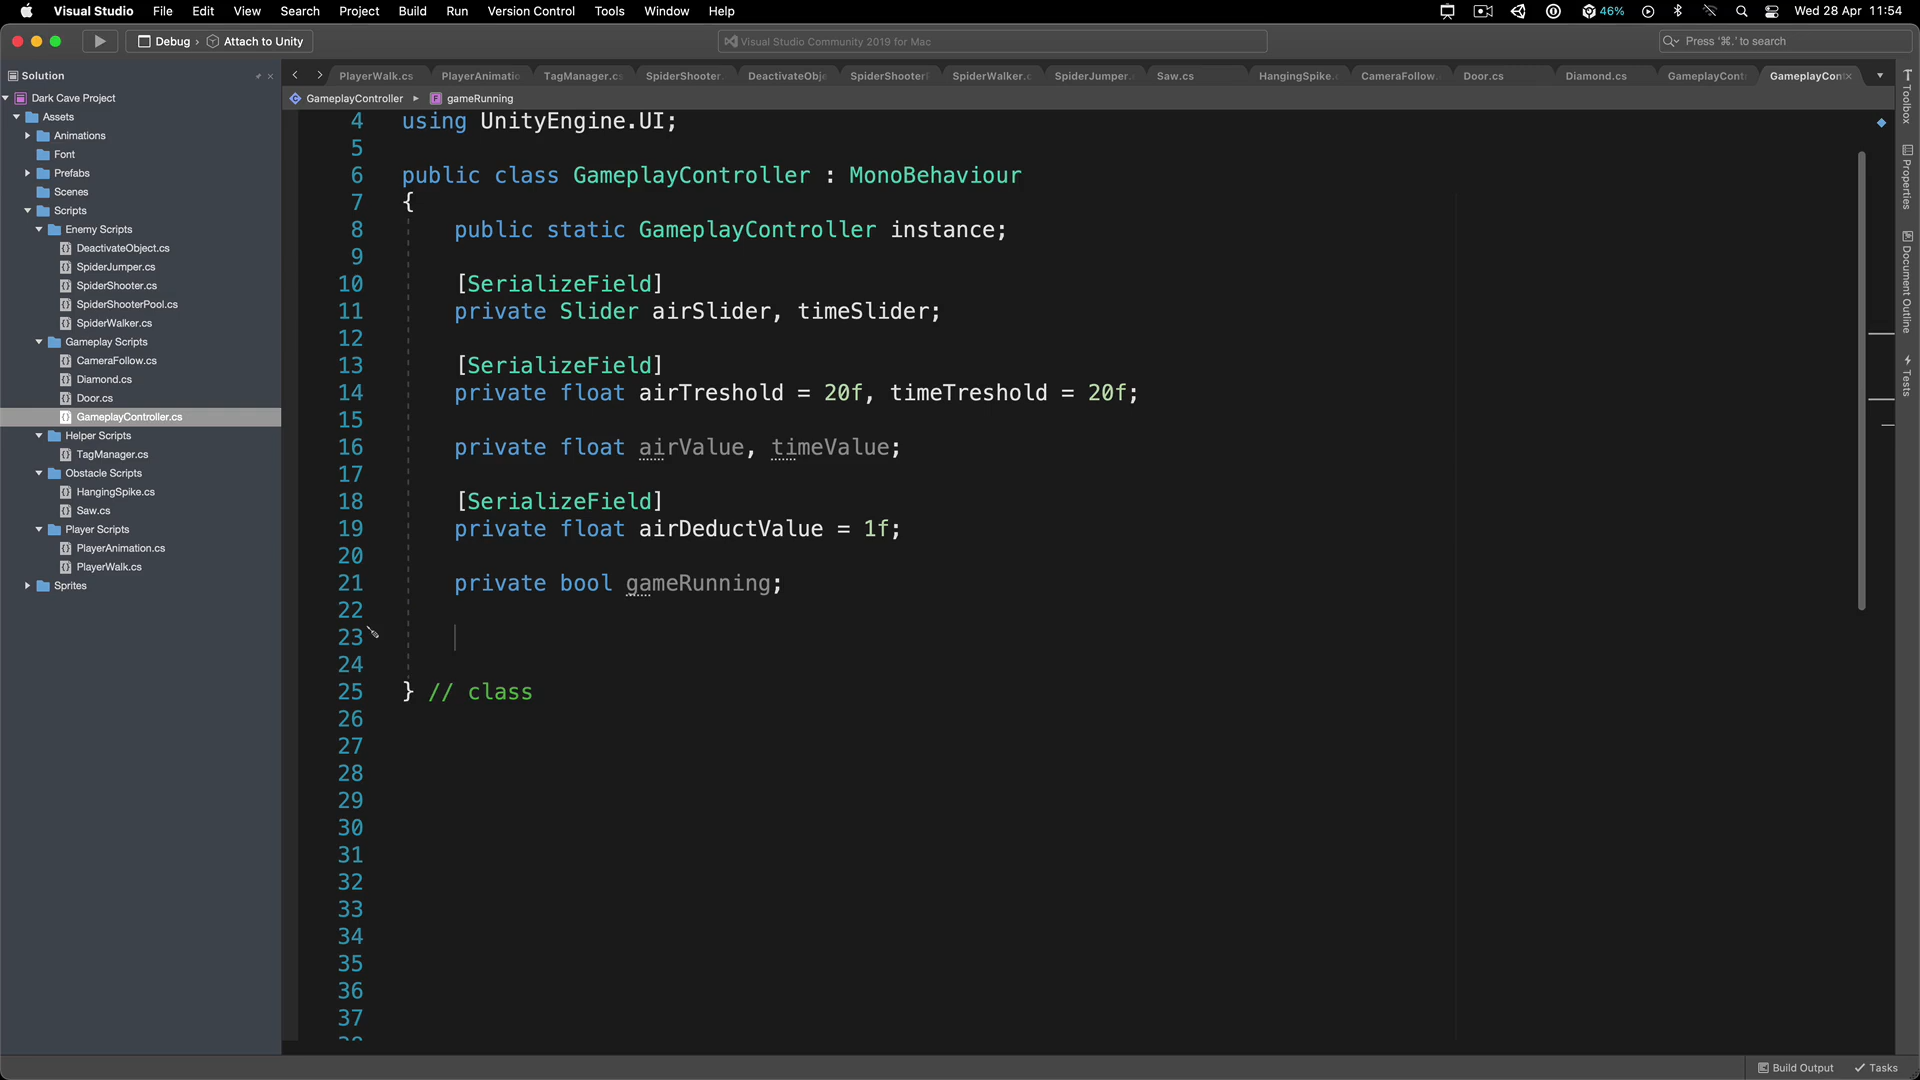 Visual Studio File Edit View Search Project Build Run Version Control Tools Window Help 46% Wed 28 Apr 11:54
Debug Attach to Unity Visual Studio Community 2019 for Mac Press '⌘.' to search
Solution
PlayerWalk.cs PlayerAnimatio TagManager.cs SpiderShooter. DeactivateObje SpiderShooterF SpiderWalker.c SpiderJumper. Saw.cs HangingSpike. CameraFollow. Door.cs Diamond.cs GameplayCont GameplayCont
GameplayController gameRunning
Dark Cave Project
Assets
Animations
Font
Prefabs
Scenes
Scripts
Enemy Scripts
DeactivateObject.cs
SpiderJumper.cs
SpiderShooter.cs
SpiderShooterPool.cs
SpiderWalker.cs
Gameplay Scripts
CameraFollow.cs
Diamond.cs
Door.cs
GameplayController.cs
Helper Scripts
TagManager.cs
Obstacle Scripts
HangingSpike.cs
Saw.cs
Player Scripts
PlayerAnimation.cs
PlayerWalk.cs
Sprites
4 using UnityEngine.UI;
5
6 public class GameplayController : MonoBehaviour
7 {
8 public static GameplayController instance;
9
10 [SerializeField]
11 private Slider airSlider, timeSlider;
12
13 [SerializeField]
14 private float airTreshold = 20f, timeTreshold = 20f;
15
16 private float airValue, timeValue;
17
18 [SerializeField]
19 private float airDeductValue = 1f;
20
21 private bool gameRunning;
22
23
24
25 } // class
26
27
28
29
30
31
32
33
34
35
36
37
Toolbox
Properties
Document Outline
Tests
Build Output Tasks